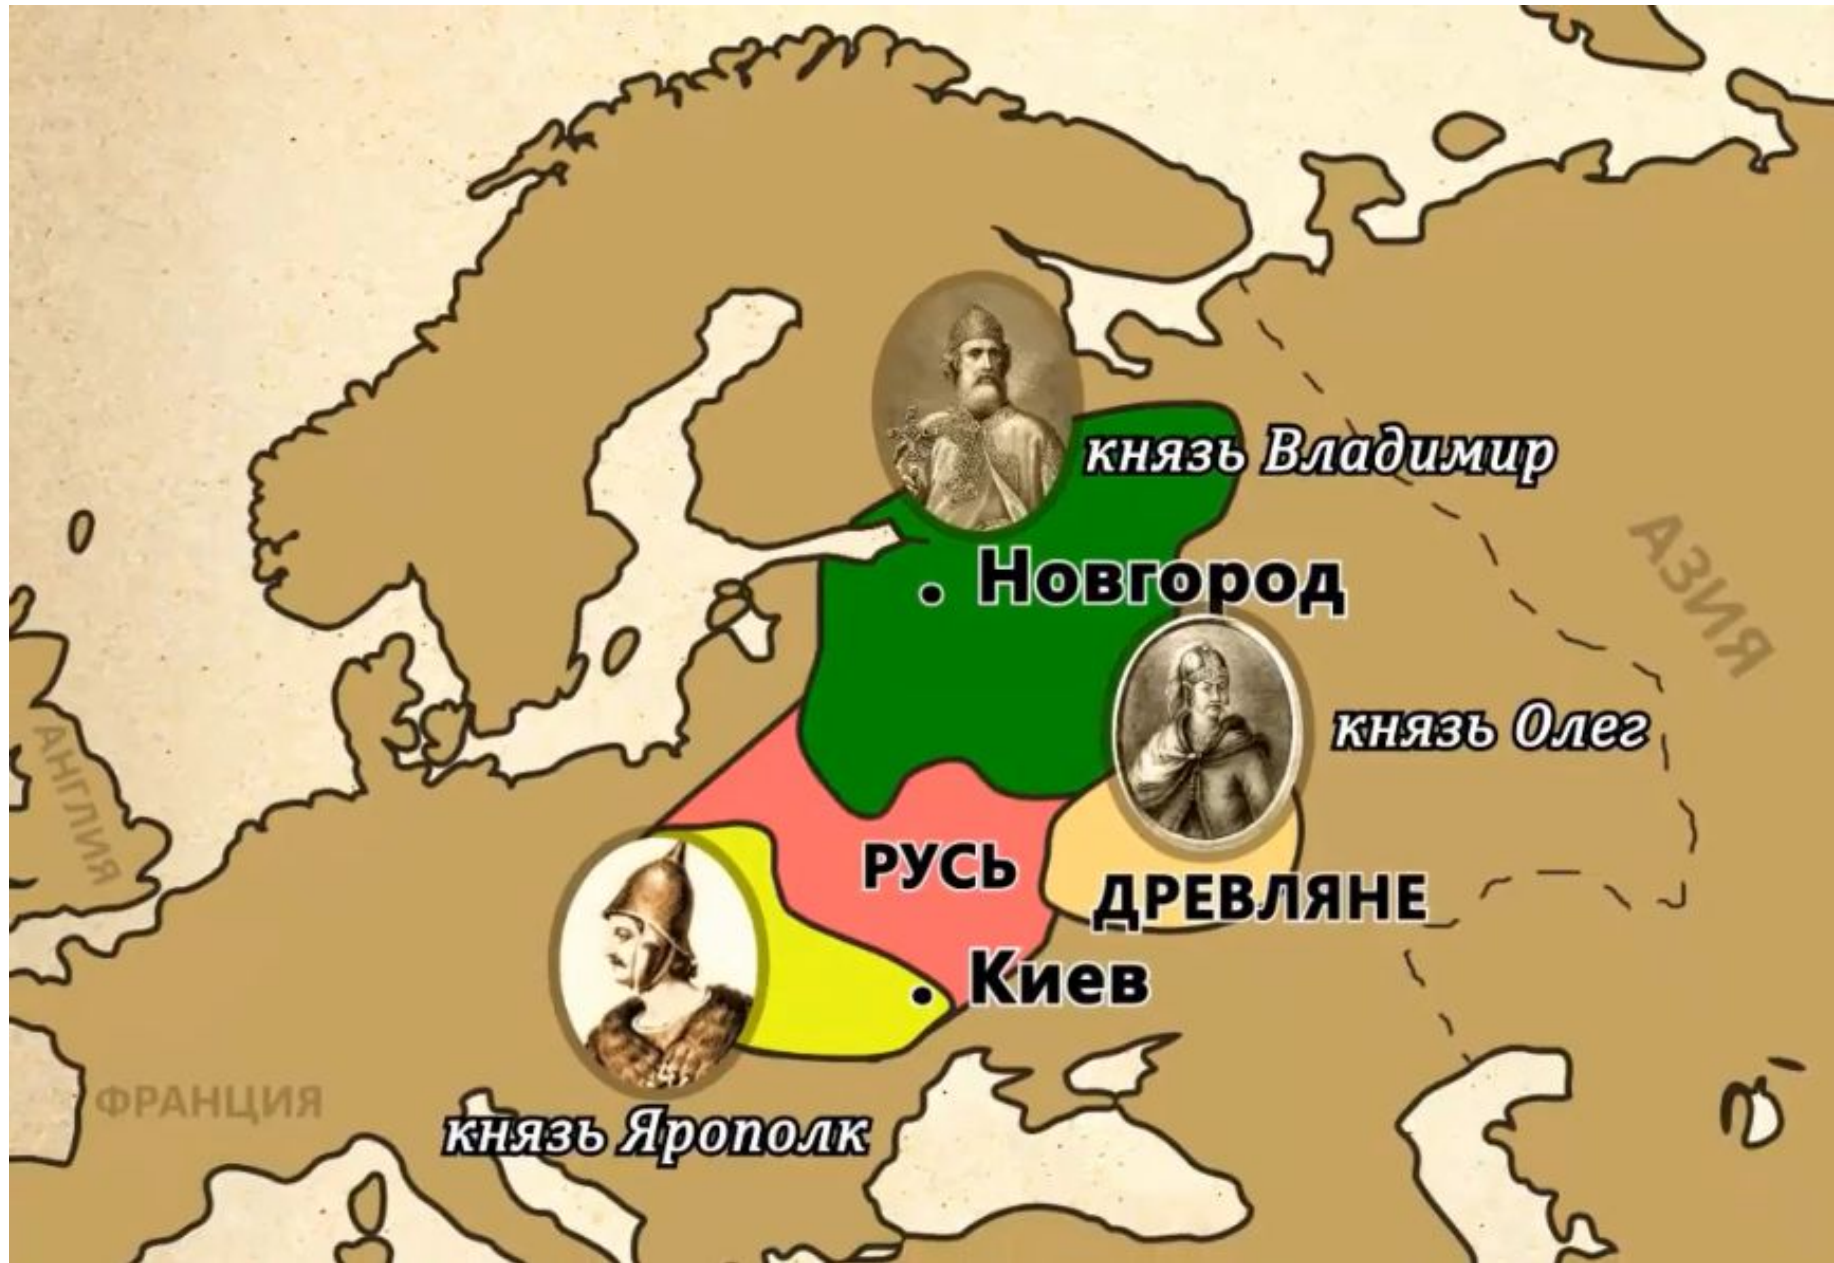 князь Владимир
АЗИЯ
Новгород
князь Олег
АНГЛИЯ
РУСЬ
ДРЕВЛЯНЕ
Киев
ФРАНЦИЯ
князь Ярополк